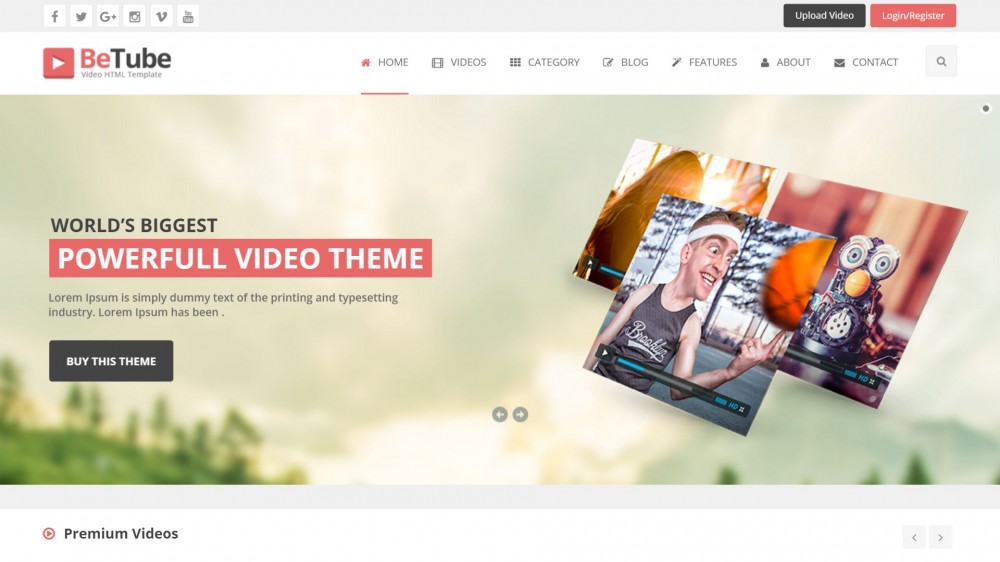 Upload Video
Login/Register
BeTube
Video HTML Template
HOME
VIDEOS
CATEGORY
BLOG
FEATURES
ABOUT
CONTACT
WORLD’S BIGGEST
POWERFULL VIDEO THEME
Lorem Ipsum is simply dummy text of the printing and typesetting
industry. Lorem Ipsum has been .
BUY THIS THEME
Brooklyn
HD
HD
Premium Videos